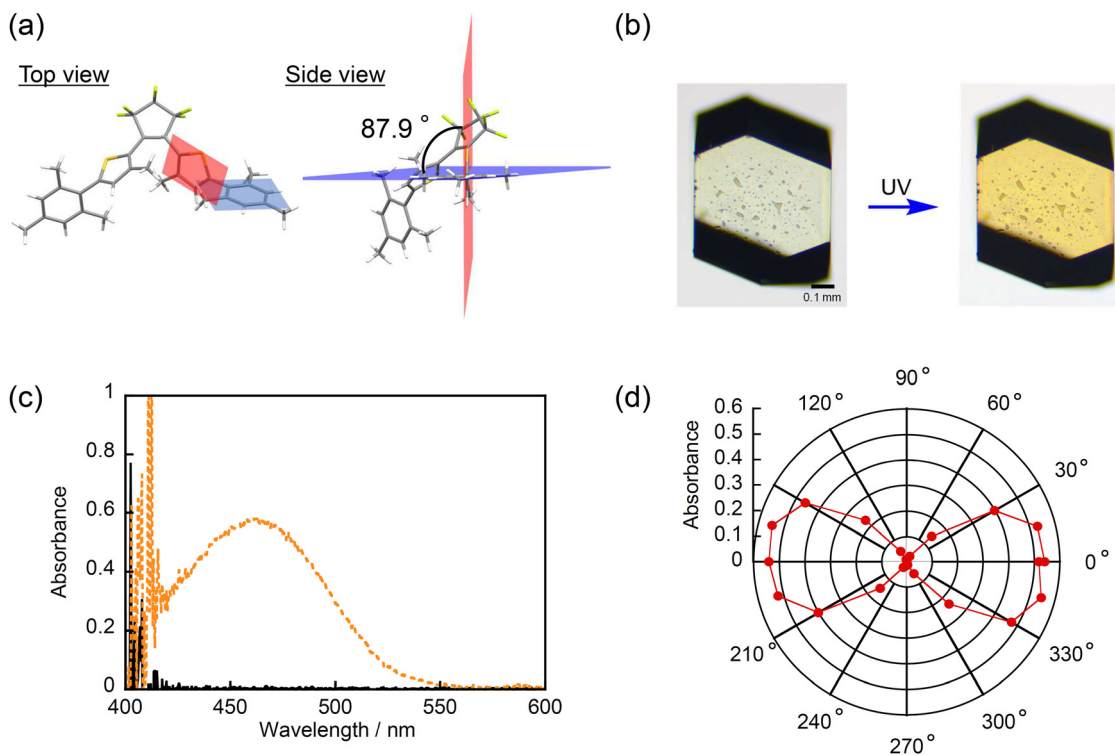 (a)
Top view
Side view
87.9 °
(b)
UV
0.1 mm
(c)
1
0.8
0.6
0.4
0.2
0
Absorbance
400
450
500
550
600
Wavelength / nm
(d)
90°
120°
60°
0.6
0.5
0.4
0.3
0.2
0.1
0
Absorbance
30°
0°
210°
330°
240°
300°
270°